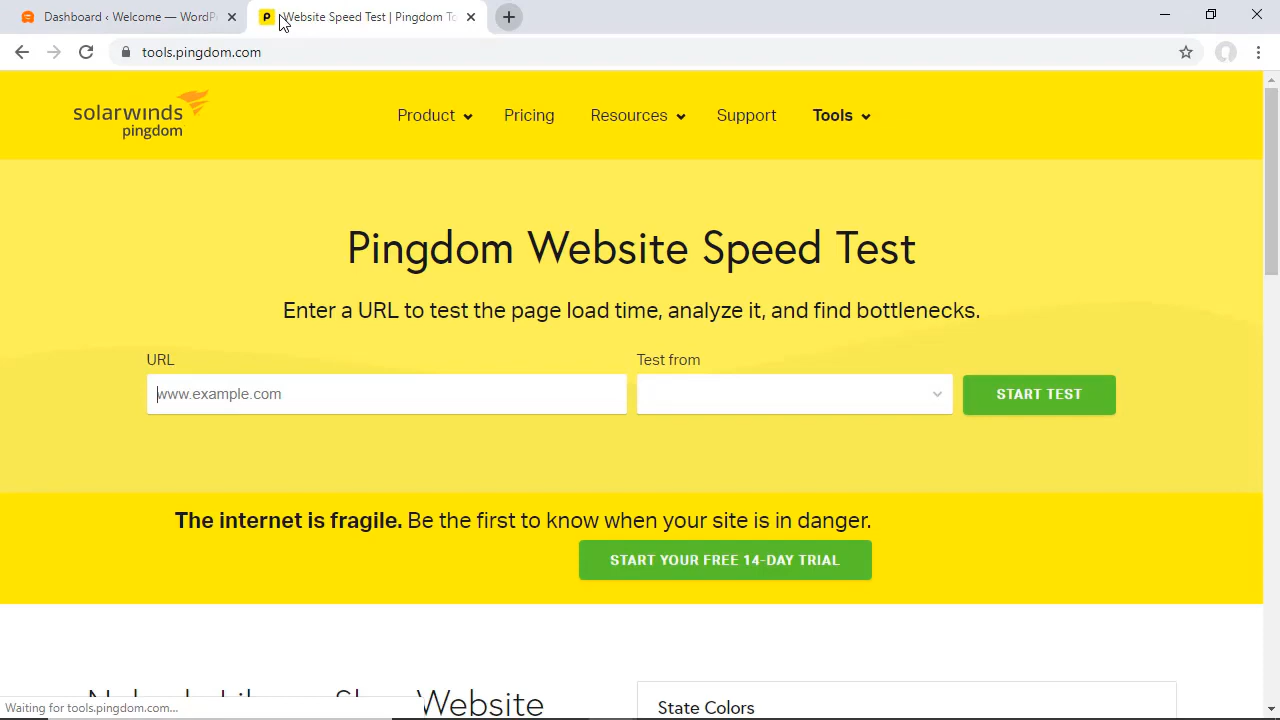 Dashboard ‹ Welcome — WordP
Website Speed Test | Pingdom To
tools.pingdom.com
solarwinds
pingdom
Product
Pricing
Resources
Support
Tools
Pingdom Website Speed Test
Enter a URL to test the page load time, analyze it, and find bottlenecks.
URL
Test from
www.example.com
START TEST
The internet is fragile. Be the first to know when your site is in danger.
START YOUR FREE 14-DAY TRIAL
Website
State Colors
Waiting for tools.pingdom.com...